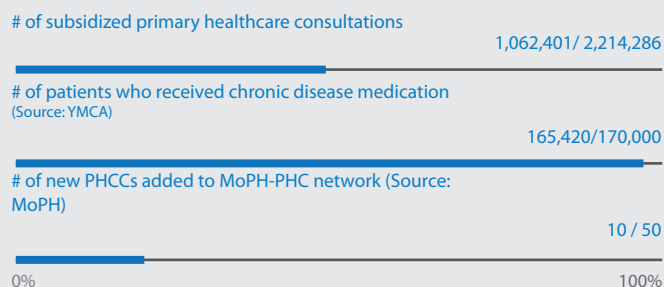 # of subsidized primary healthcare consultations
1,062,401/ 2,214,286
# of patients who received chronic disease medication
(Source: YMCA)
165,420/170,000
# of new PHCCs added to MoPH-PHC network (Source:
MoPH)
10 / 50
0% 100%